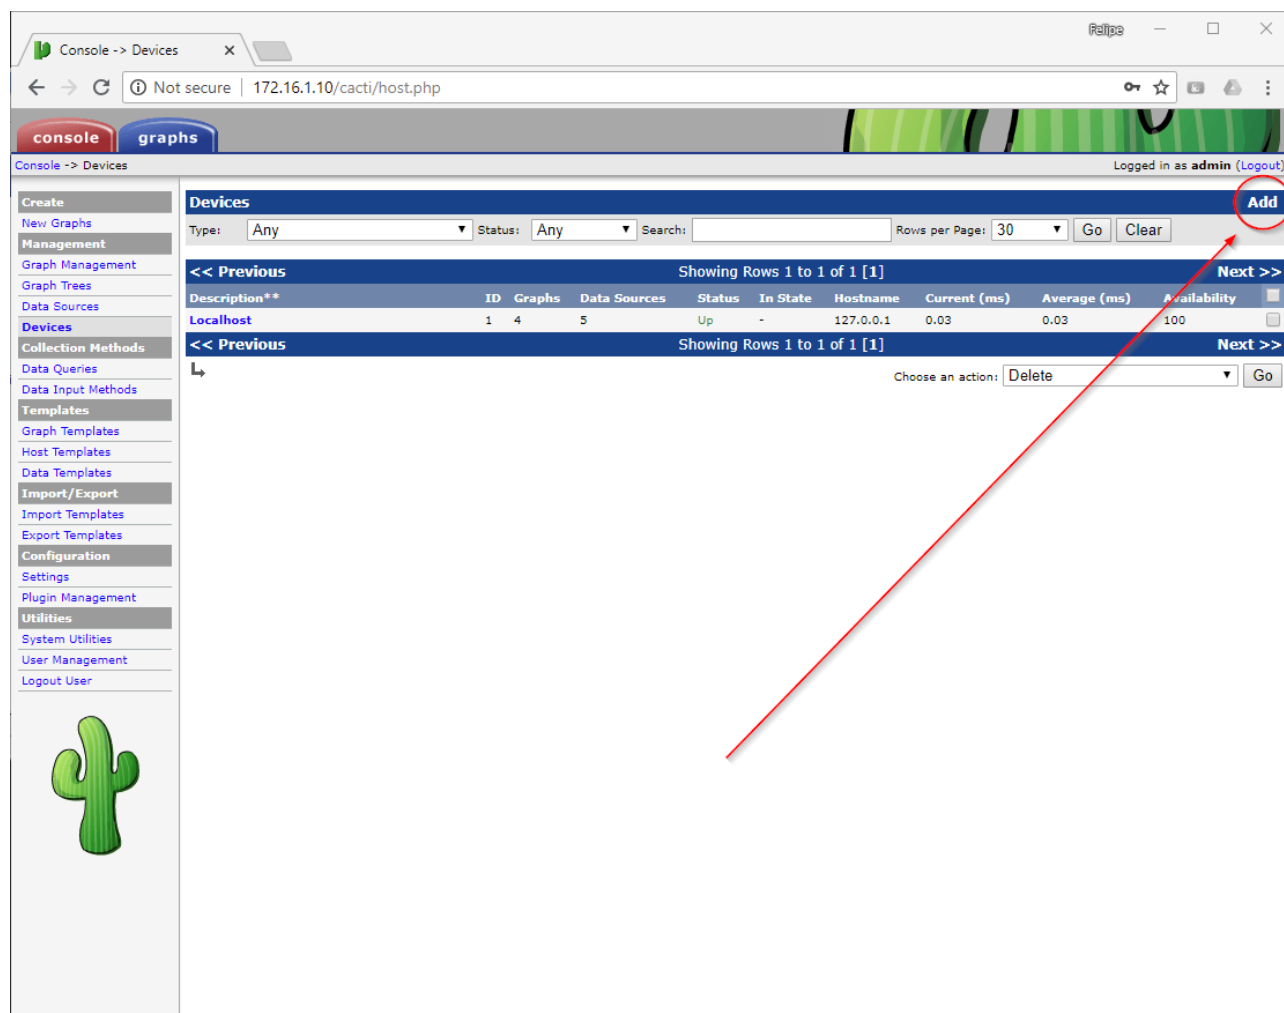 Felipe
Console -> Devices
Not secure | 172.16.1.10/cacti/host.php
console graphs
Console -> Devices Logged in as admin (Logout)
Create
New Graphs
Management
Graph Management
Graph Trees
Data Sources
Devices
Collection Methods
Data Queries
Data Input Methods
Templates
Graph Templates
Host Templates
Data Templates
Import/Export
Import Templates
Export Templates
Configuration
Settings
Plugin Management
Utilities
System Utilities
User Management
Logout User
Devices Add
Type: Any Status: Any Search: Rows per Page: 30 Go Clear
<< Previous Showing Rows 1 to 1 of 1 [1] Next >>
Description** ID Graphs Data Sources Status In State Hostname Current (ms) Average (ms) Availability
Localhost 1 4 5 Up - 127.0.0.1 0.03 0.03 100
<< Previous Showing Rows 1 to 1 of 1 [1] Next >>
Choose an action: Delete Go